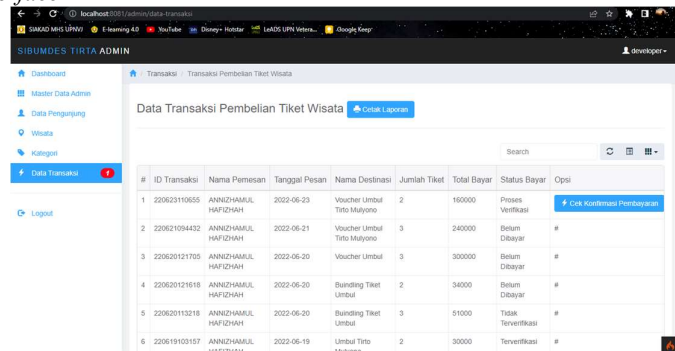 localhost:8081/admin/data-transaksi
SIAKAD MHS UPNVJ E-learning 4.0 YouTube Disney+ Hotstar LeADS UPN Vetera... Google Keep
SIBUMDES TIRTA ADMIN developer
Dashboard
Master Data Admin
Data Pengunjung
Wisata
Kategori
Data Transaksi
Logout
/ Transaksi / Transaksi Pembelian Tiket Wisata
Data Transaksi Pembelian Tiket Wisata Cetak Laporan
Search
# ID Transaksi Nama Pemesan Tanggal Pesan Nama Destinasi Jumlah Tiket Total Bayar Status Bayar Opsi
1 220623110655 ANNIZHAMUL HAFIZHAH 2022-06-23 Voucher Umbul Tirto Mulyono 2 160000 Proses Verifikasi Cek Konfirmasi Pembayaran
2 220621094432 ANNIZHAMUL HAFIZHAH 2022-06-21 Voucher Umbul Tirto Mulyono 3 240000 Belum Dibayar #
3 220620121705 ANNIZHAMUL HAFIZHAH 2022-06-20 Voucher Umbul 3 300000 Belum Dibayar #
4 220620121618 ANNIZHAMUL HAFIZHAH 2022-06-20 Buindling Tiket Umbul 2 34000 Belum Dibayar #
5 220620113218 ANNIZHAMUL HAFIZHAH 2022-06-20 Buindling Tiket Umbul 3 51000 Tidak Terverifikasi #
6 220619103157 ANNIZHAMUL 2022-06-19 Umbul Tirto 2 30000 Terverifikasi #